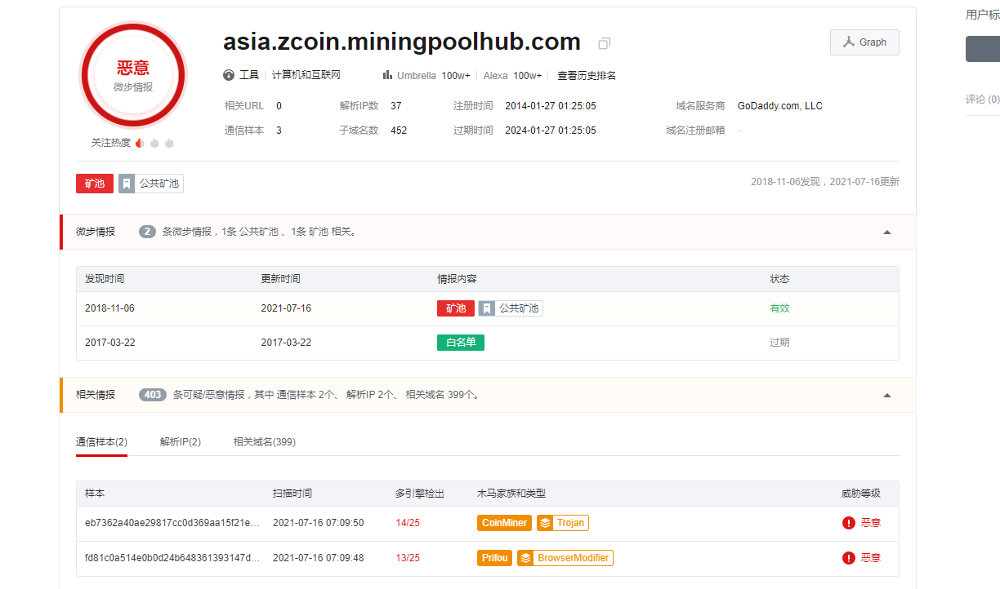 恶意
微步情报
关注热度
asia.zcoin.miningpoolhub.com
Graph
工具 计算机和互联网 Umbrella 100w+ Alexa 100w+ 查看历史排名
相关URL 0 解析IP数 37 注册时间 2014-01-27 01:25:05 域名服务商 GoDaddy.com, LLC
通信样本 3 子域名数 452 过期时间 2024-01-27 01:25:05 域名注册邮箱 -
矿池 公共矿池 2018-11-06发现，2021-07-16更新
微步情报 2 条微步情报，1条 公共矿池 、1条 矿池 相关。
发现时间 更新时间 情报内容 状态
2018-11-06 2021-07-16 矿池 公共矿池 有效
2017-03-22 2017-03-22 白名单 过期
相关情报 403 条可疑/恶意情报，其中 通信样本 2个、 解析IP 2个、 相关域名 399个。
通信样本(2) 解析IP(2) 相关域名(399)
样本 扫描时间 多引擎检出 木马家族和类型 威胁等级
eb7362a40ae29817cc0d369aa15f21e... 2021-07-16 07:09:50 14/25 CoinMiner Trojan 恶意
fd81c0a514e0b0d24b648361393147d... 2021-07-16 07:09:48 13/25 Prifou BrowserModifier 恶意
用户标
评论 (0)